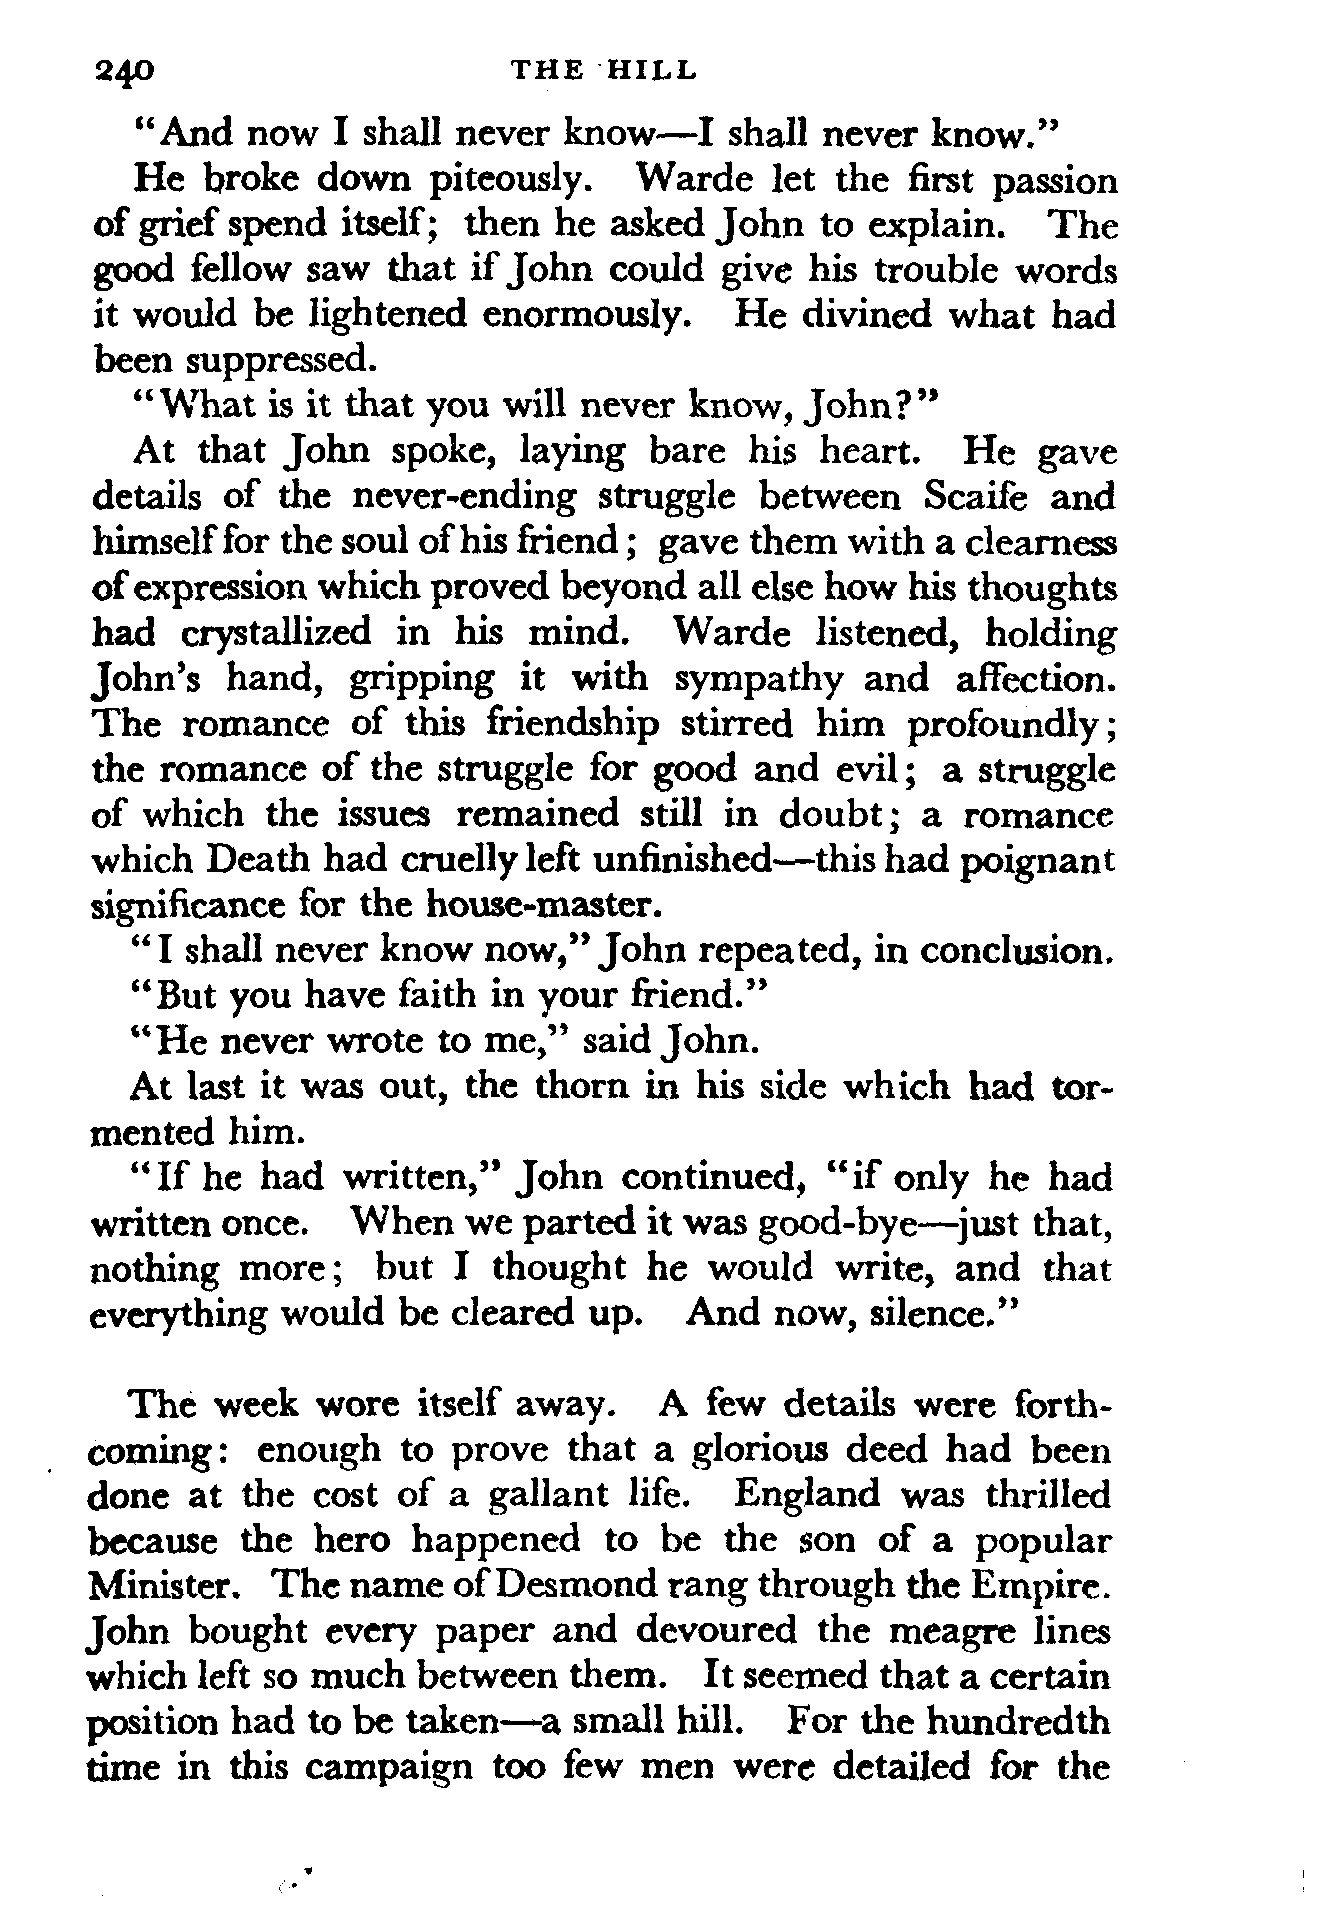 240 THE HILL
"And now I shall never know—I shall never know."
He broke down piteously. Warde let the first passion
of grief spend itself; then he asked John to explain. The
good fellow saw that if John could give his trouble words
it would be lightened enormously. He divined what had
been suppressed.
"What is it that you will never know, John?"
At that John spoke, laying bare his heart. He gave
details of the never-ending struggle between Scaife and
himself for the soul of his friend; gave them with a clearness
of expression which proved beyond all else how his thoughts
had crystallized in his mind. Warde listened, holding
John's hand, gripping it with sympathy and affection.
The romance of this friendship stirred him profoundly;
the romance of the struggle for good and evil; a struggle
of which the issues remained still in doubt; a romance
which Death had cruelly left unfinished—this had poignant
significance for the house-master.
"I shall never know now," John repeated, in conclusion.
"But you have faith in your friend."
"He never wrote to me," said John.
At last it was out, the thorn in his side which had tor-
mented him.
"If he had written," John continued, "if only he had
written once. When we parted it was good-bye—just that,
nothing more; but I thought he would write, and that
everything would be cleared up. And now, silence."
The week wore itself away. A few details were forth-
coming: enough to prove that a glorious deed had been
done at the cost of a gallant life. England was thrilled
because the hero happened to be the son of a popular
Minister. The name of Desmond rang through the Empire.
John bought every paper and devoured the meagre lines
which left so much between them. It seemed that a certain
position had to be taken—a small hill. For the hundredth
time in this campaign too few men were detailed for the